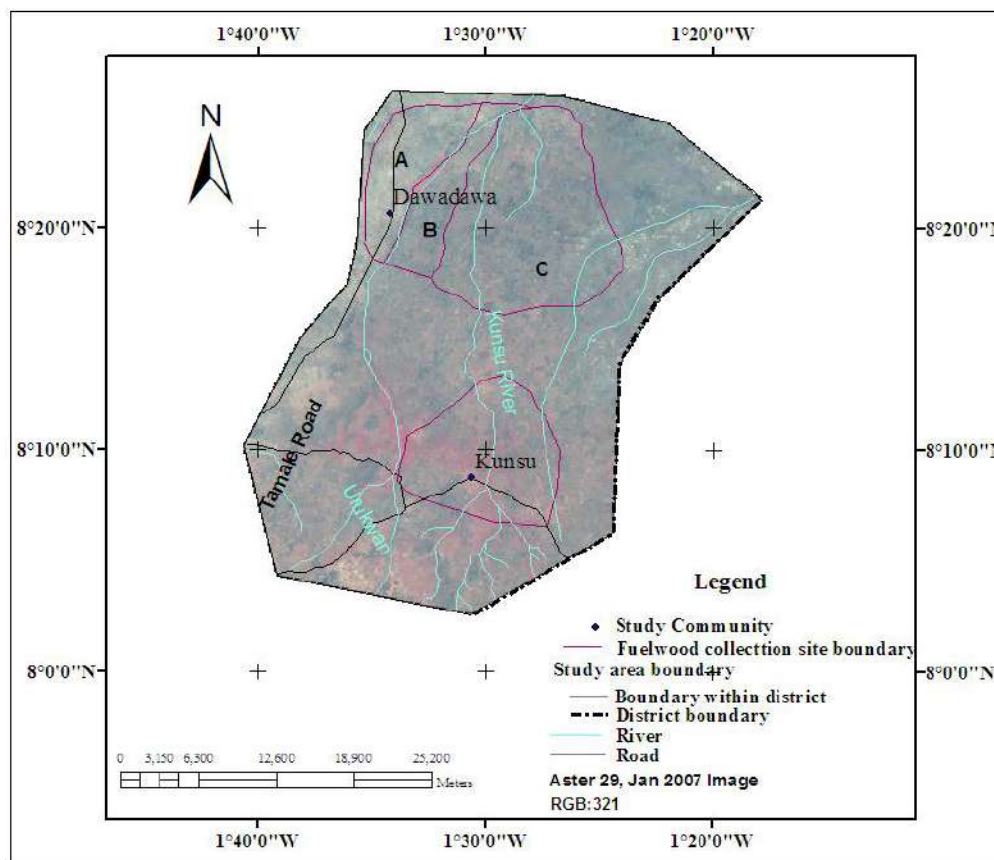 1°40'0"W 1°30'0"W 1°20'0"W
N
A
Dawadawa
8°20'0"N 8°20'0"N
B
C
Kunsu River
Tamale Road
8°10'0"N 8°10'0"N
Kunsu
Legend
Study Community
Fuelwood collecttion site boundary
8°0'0"N 8°0'0"N
Study area boundary
Boundary within district
District boundary
River
Road
0 3,150 6,300 12,600 18,900 25,200
Meters
Aster 29, Jan 2007 Image
RGB:321
1°40'0"W 1°30'0"W 1°20'0"W